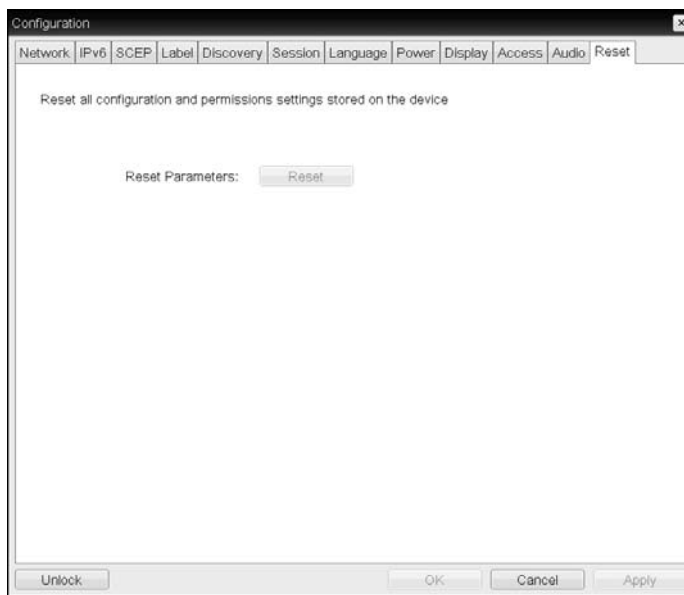 Configuration
Network IPv6 SCEP Label Discovery Session Language Power Display Access Audio Reset
Reset all configuration and permissions settings stored on the device
Reset Parameters: Reset
Unlock OK Cancel Apply